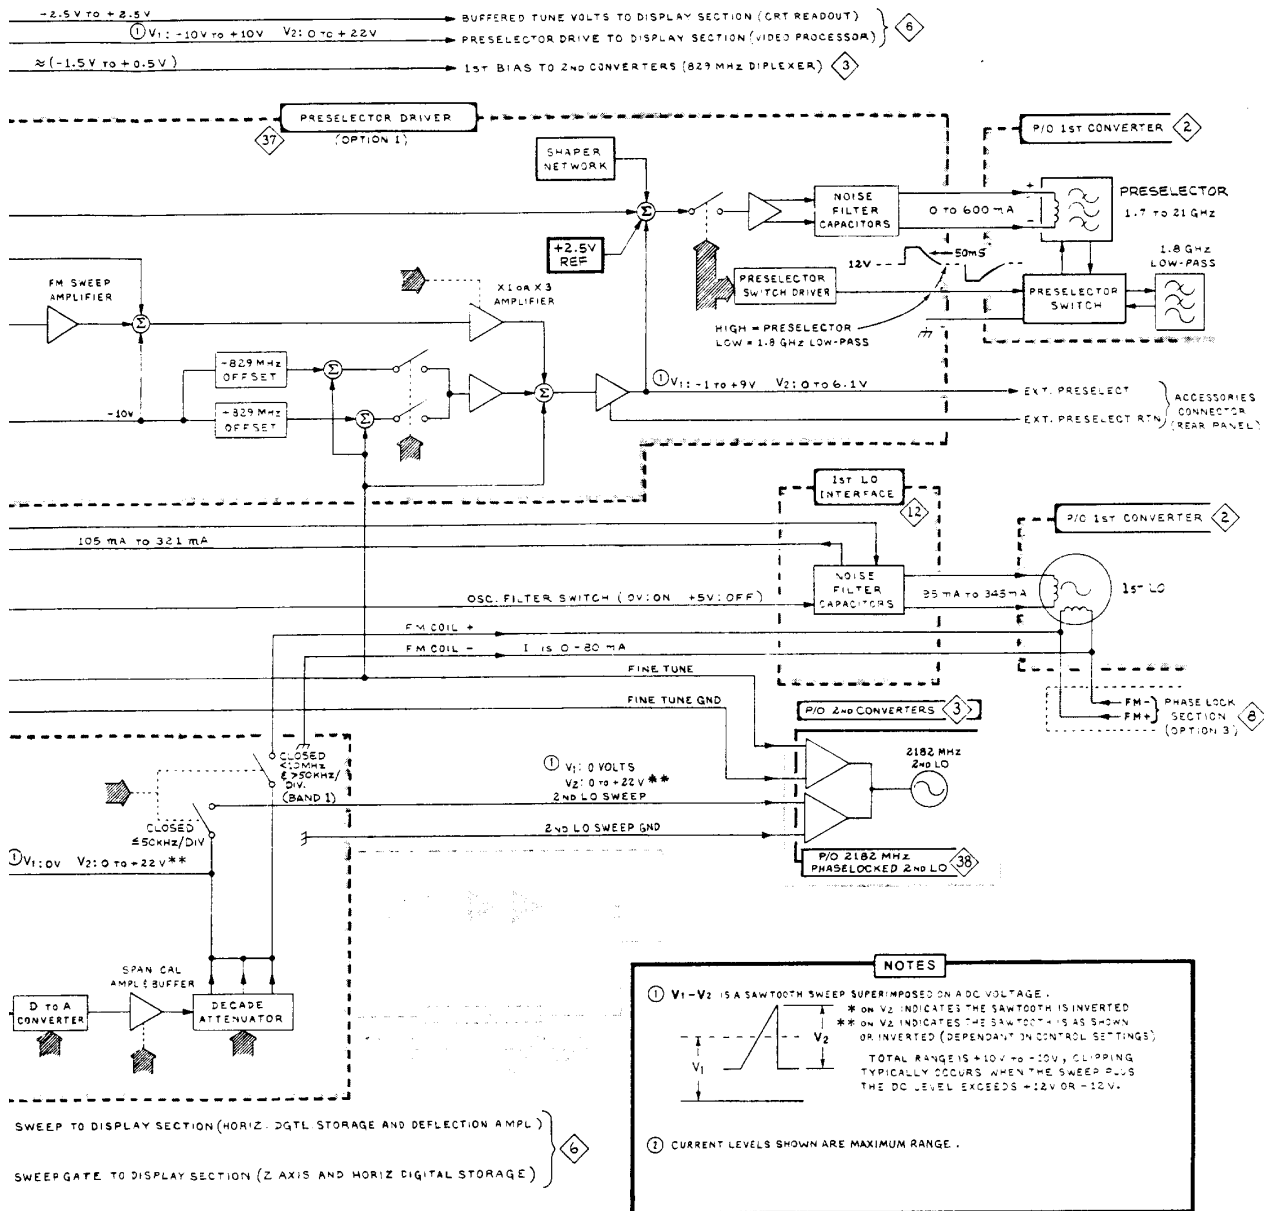 -2.5V TO +2.5V
BUFFERED TUNE VOLTS TO DISPLAY SECTION (CRT READOUT)
① V1: -10V TO +10V V2: 0 TO +22V
PRESELECTOR DRIVE TO DISPLAY SECTION (VIDEO PROCESSOR)
6
≈(-1.5V TO +0.5V)
1ST BIAS TO 2ND CONVERTERS (829 MHz DIPLEXER) 3
PRESELECTOR DRIVER
(OPTION 1)
37
P/O 1ST CONVERTER 2
SHAPER
NETWORK
Σ
+2.5V
REF
NOISE
FILTER
CAPACITORS
0 TO 600 mA
+
-
PRESELECTOR
1.7 TO 21 GHz
12V
50mS
PRESELECTOR
SWITCH DRIVER
HIGH = PRESELECTOR
LOW = 1.8 GHz LOW-PASS
PRESELECTOR
SWITCH
1.8 GHz
LOW-PASS
FM SWEEP
AMPLIFIER
Σ
X1 OR X3
AMPLIFIER
-829 MHz
OFFSET
Σ
+829 MHz
OFFSET
Σ
-10V
Σ
① V1: -1 TO +9V V2: 0 TO 6.1V
EXT. PRESELECT
EXT. PRESELECT RTN
ACCESSORIES
CONNECTOR
(REAR PANEL)
1ST LO
INTERFACE
12
P/O 1ST CONVERTER 2
105 mA TO 321 mA
NOISE
FILTER
CAPACITORS
OSC. FILTER SWITCH (0V: ON +5V: OFF)
35 mA TO 345 mA
1ST LO
FM COIL +
FM COIL - I IS 0-80 mA
FINE TUNE
FINE TUNE GND
FM-
FM+
PHASE LOCK
SECTION
(OPTION 3)
8
P/O 2ND CONVERTERS 3
2182 MHz
2ND LO
CLOSED
<10MHz
& >50KHz/
DIV.
(BAND 1)
CLOSED
≤50KHz/DIV
① V1: 0 VOLTS
V2: 0 TO +22V**
2ND LO SWEEP
2ND LO SWEEP GND
① V1: 0V V2: 0 TO +22V**
P/O 2182 MHz
PHASELOCKED 2ND LO
38
SPAN CAL
AMPL & BUFFER
D TO A
CONVERTER
DECADE
ATTENUATOR
NOTES
① V1-V2 IS A SAWTOOTH SWEEP SUPERIMPOSED ON A DC VOLTAGE.
* ON V2 INDICATES THE SAWTOOTH IS INVERTED
** ON V2 INDICATES THE SAWTOOTH IS AS SHOWN
OR INVERTED (DEPENDANT ON CONTROL SETTINGS)
V1
V2
TOTAL RANGE IS +10V TO -10V, CLIPPING
TYPICALLY OCCURS WHEN THE SWEEP PLUS
THE DC LEVEL EXCEEDS +12V OR -12V.
② CURRENT LEVELS SHOWN ARE MAXIMUM RANGE.
SWEEP TO DISPLAY SECTION (HORIZ. DGTL STORAGE AND DEFLECTION AMPL)
SWEEPGATE TO DISPLAY SECTION (Z AXIS AND HORIZ DIGITAL STORAGE)
6